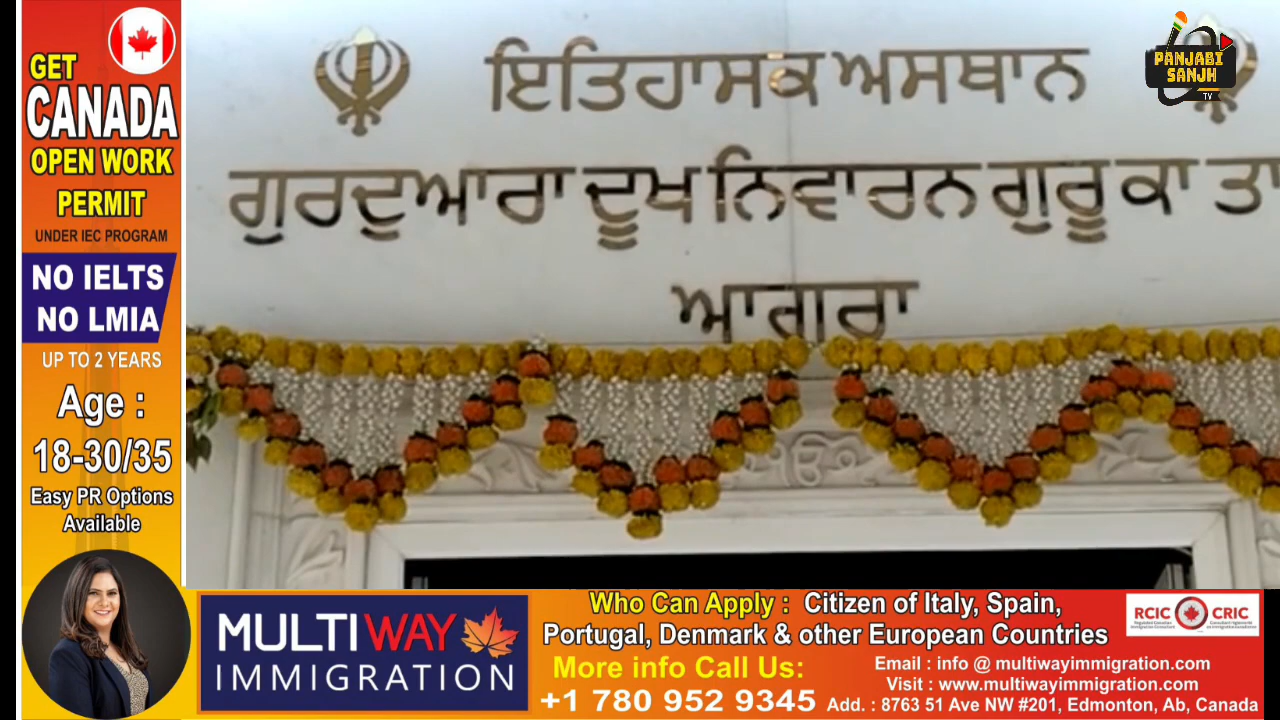 GET
CANADA
OPEN WORK
PERMIT
UNDER IEC PROGRAM
NO IELTS
NO LMIA
UP TO 2 YEARS
Age :
18-30/35
Easy PR Options
Available
ਇਤਿਹਾਸਕ ਅਸਥਾਨ
ਗੁਰਦੁਆਰਾ ਦੂਖ ਨਿਵਾਰਨ ਗੁਰੂ ਕਾ ਤਾ
ਆਗਰਾ
ੴ
PANJABI
SANJH
TV
MULTIWAY
IMMIGRATION
Who Can Apply : Citizen of Italy, Spain,
Portugal, Denmark & other European Countries
More info Call Us:
+1 780 952 9345
Email : info @ multiwayimmigration.com
Visit : www.multiwayimmigration.com
Add. : 8763 51 Ave NW #201, Edmonton, Ab, Canada
RCIC CRIC